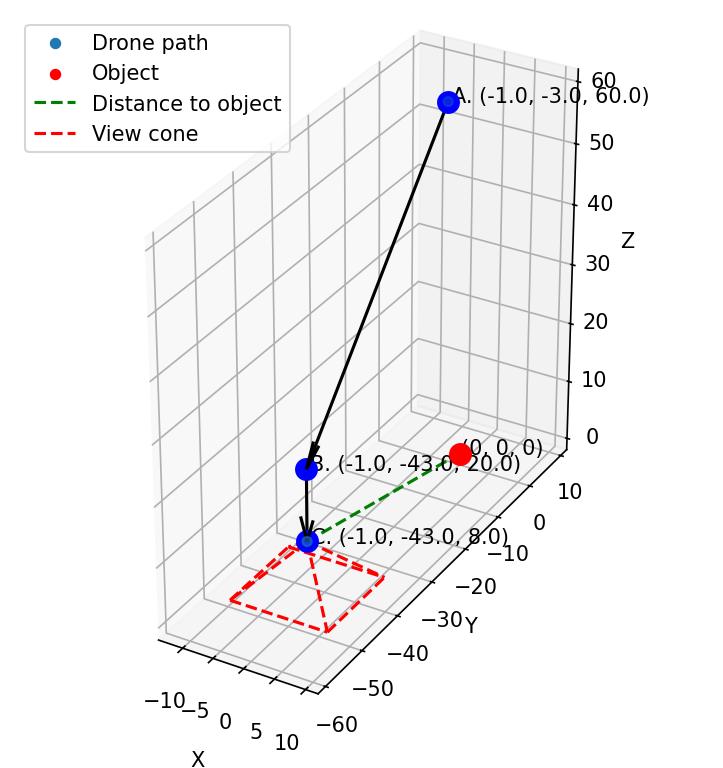 Drone path
Object
Distance to object
View cone
A. (-1.0, -3.0, 60.0)
60
50
40
Z
30
20
10
0
(0, 0, 0)
B. (-1.0, -43.0, 20.0)
C. (-1.0, -43.0, 8.0)
10
0
−10
−20
−30
Y
−40
−50
−60
−10
−5
0
5
10
X